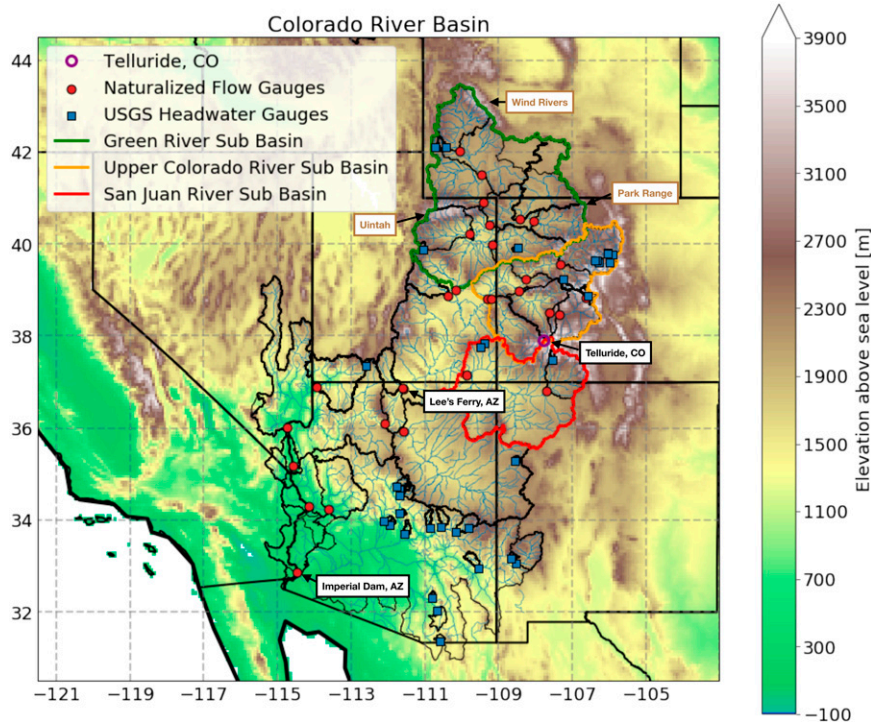 Colorado River Basin
Telluride, CO
Naturalized Flow Gauges
USGS Headwater Gauges
Green River Sub Basin
Upper Colorado River Sub Basin
San Juan River Sub Basin
Wind Rivers
Park Range
Uintah
Telluride, CO
Lee's Ferry, AZ
Imperial Dam, AZ
44
42
40
38
36
34
32
−121
−119
−117
−115
−113
−111
−109
−107
−105
3900
3500
3100
2700
2300
1900
1500
1100
700
300
−100
Elevation above sea level [m]